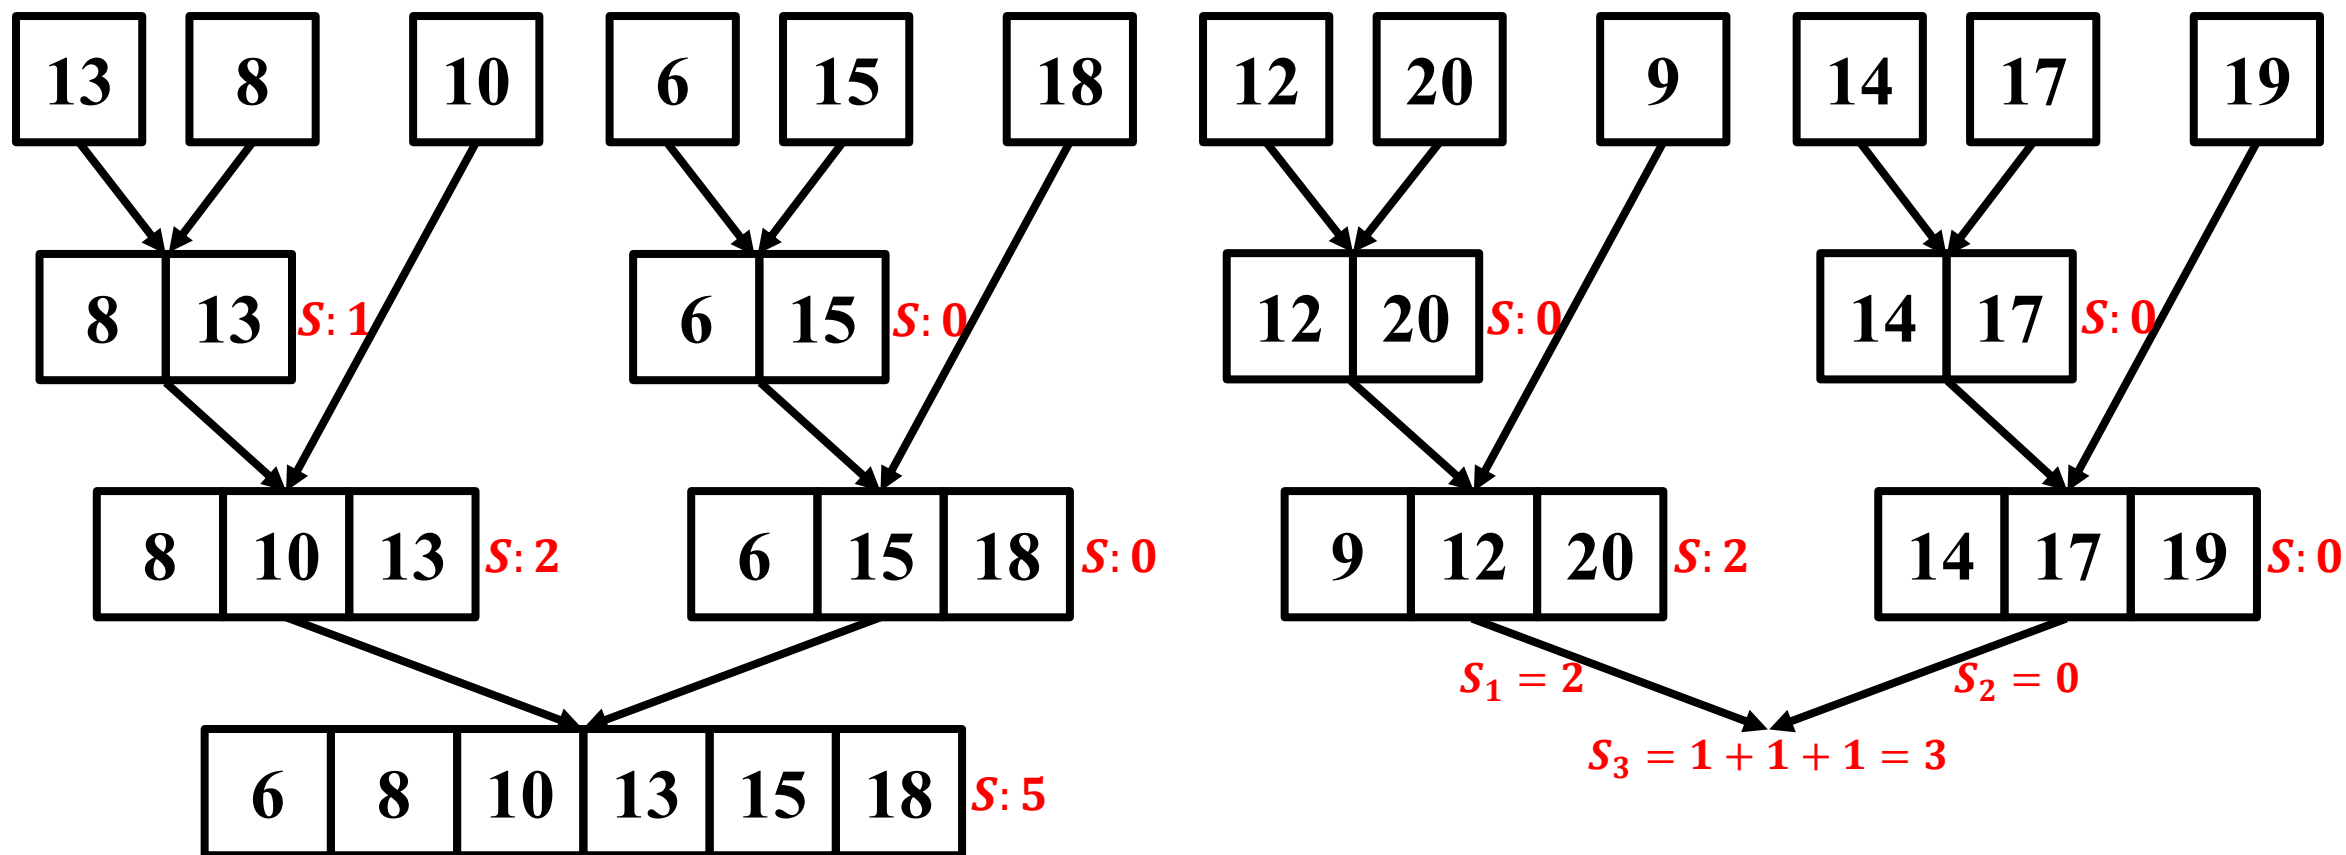 13 8 10 6 15 18 12 20 9 14 17 19
8 13 S: 1 6 15 S: 0 12 20 S: 0 14 17 S: 0
8 10 13 S: 2 6 15 18 S: 0 9 12 20 S: 2 14 17 19 S: 0
S₁ = 2 S₂ = 0
S₃ = 1 + 1 + 1 = 3
6 8 10 13 15 18 S: 5